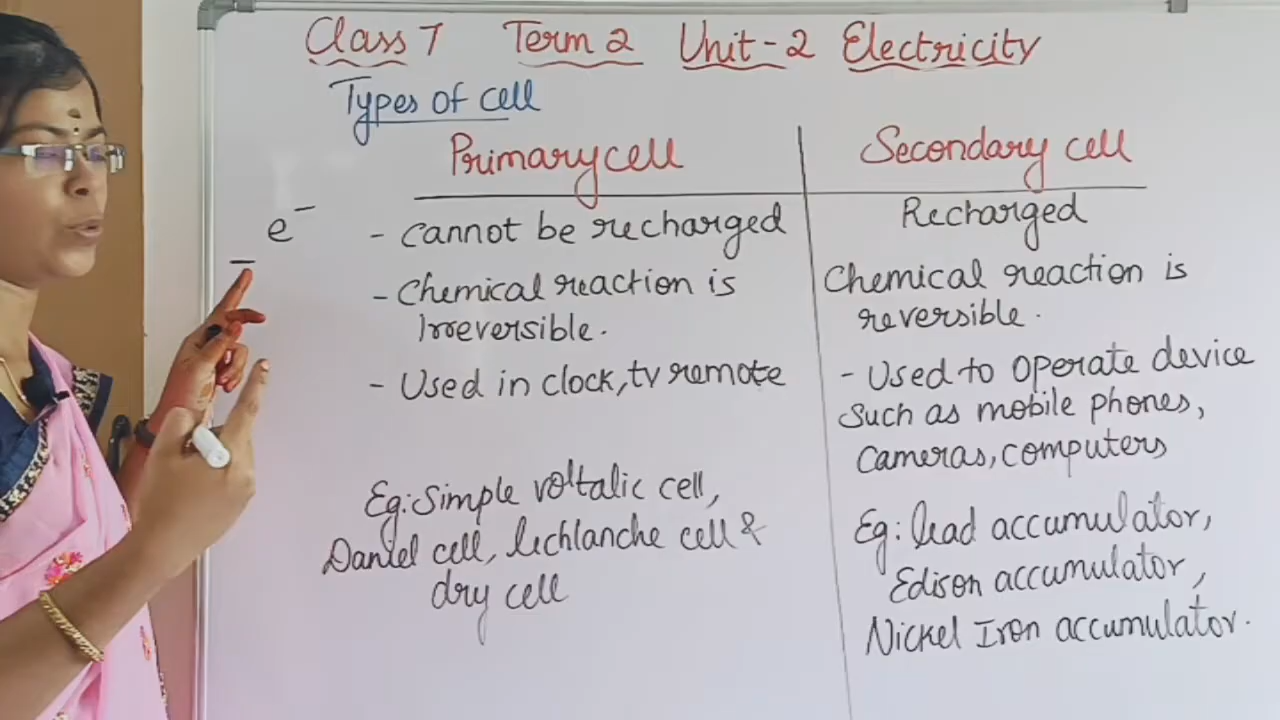 Class 7 Term 2 Unit-2 Electricity
Types of cell
Primary cell
e⁻
–
- Cannot be recharged
- Chemical reaction is
Irreversible.
- Used in clock, tv remote
Eg: Simple voltalic cell,
Daniel cell, lechlanche cell &
dry cell
Secondary cell
Recharged
Chemical reaction is
reversible.
- Used to operate device
Such as mobile phones,
Cameras, computers
Eg: lead accumulator,
Edison accumulator,
Nickel Iron accumulator.